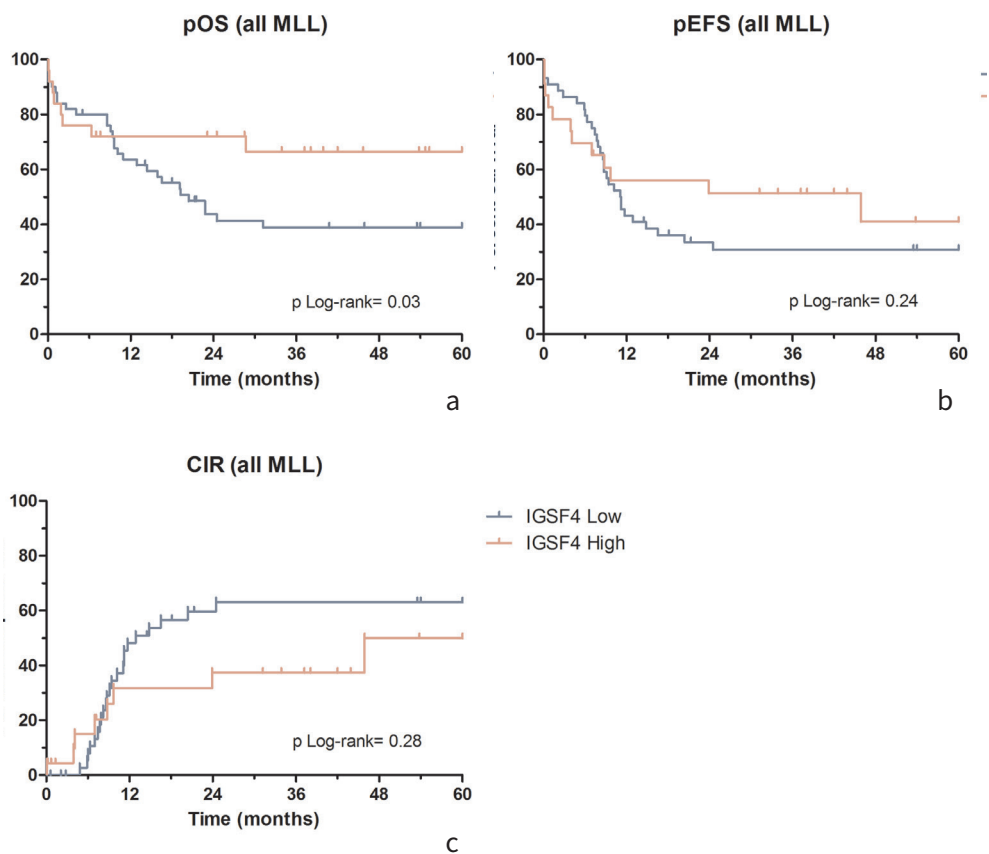 pOS (all MLL)
100
80
60
40
20
0
p Log-rank= 0.03
0 12 24 36 48 60
Time (months)
a
pEFS (all MLL)
100
80
60
40
20
0
p Log-rank= 0.24
0 12 24 36 48 60
Time (months)
b
CIR (all MLL)
100
80
60
40
20
0
p Log-rank= 0.28
0 12 24 36 48 60
Time (months)
c
IGSF4 Low
IGSF4 High